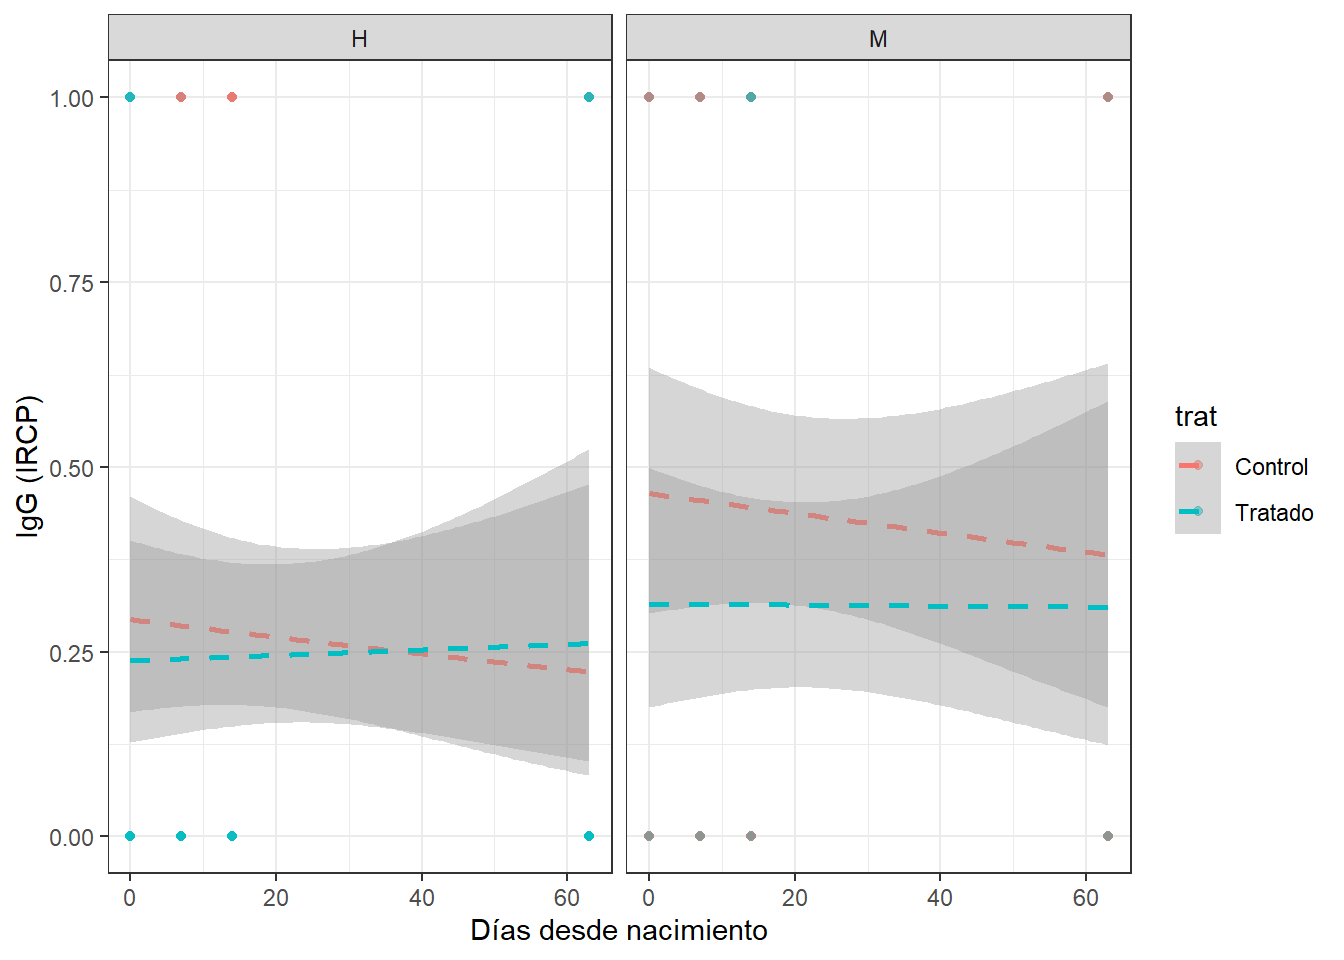 H
M
IgG (IRCP)
1.00
0.75
0.50
0.25
0.00
0 20 40 60
0 20 40 60
Días desde nacimiento
trat
Control
Tratado